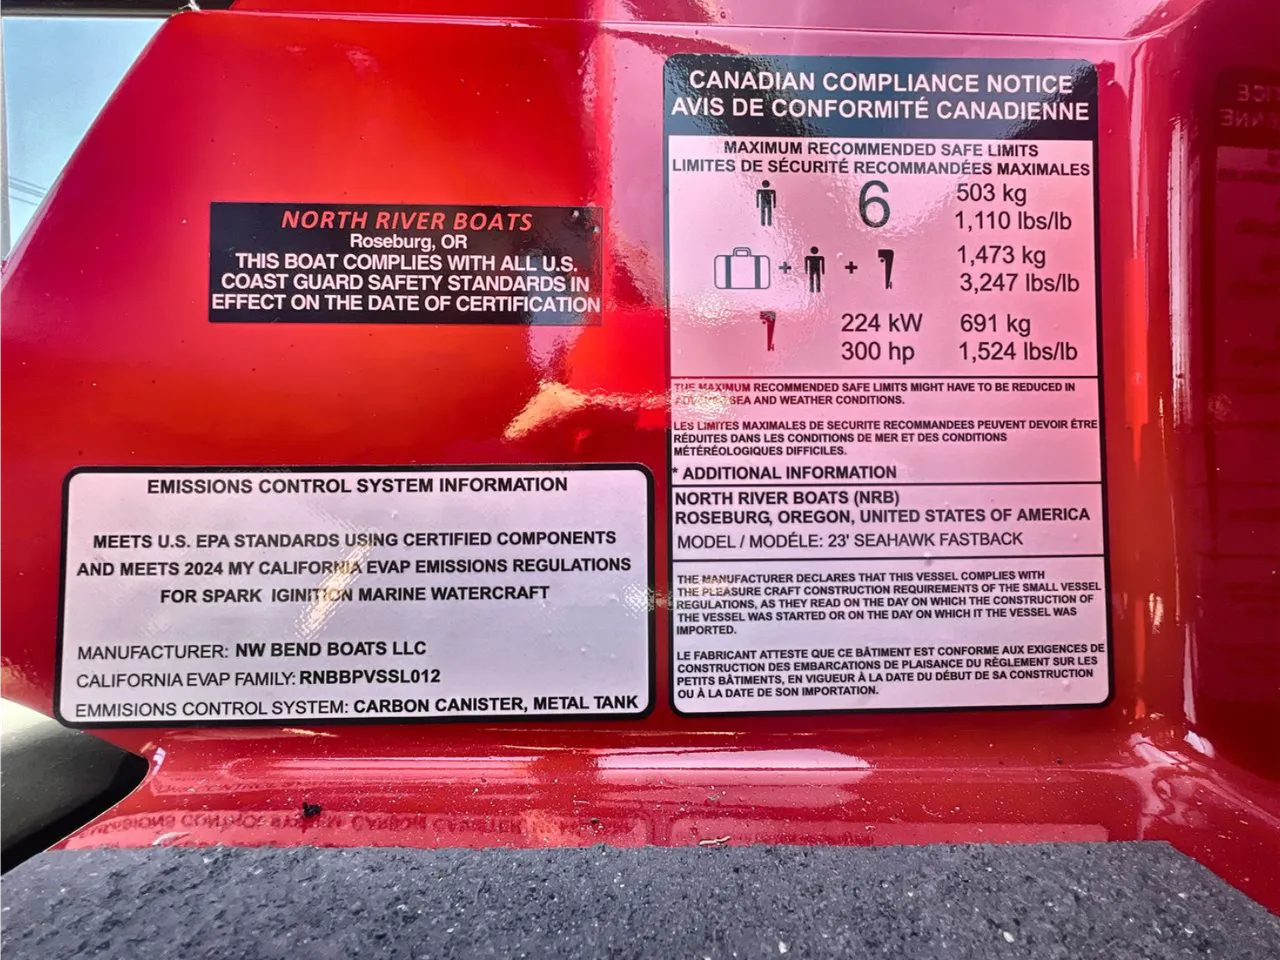 NORTH RIVER BOATS
Roseburg, OR
THIS BOAT COMPLIES WITH ALL U.S.
COAST GUARD SAFETY STANDARDS IN
EFFECT ON THE DATE OF CERTIFICATION
EMISSIONS CONTROL SYSTEM INFORMATION
MEETS U.S. EPA STANDARDS USING CERTIFIED COMPONENTS
AND MEETS 2024 MY CALIFORNIA EVAP EMISSIONS REGULATIONS
FOR SPARK IGINITION MARINE WATERCRAFT
MANUFACTURER: NW BEND BOATS LLC
CALIFORNIA EVAP FAMILY: RNBBPVSSL012
EMMISIONS CONTROL SYSTEM: CARBON CANISTER, METAL TANK
CANADIAN COMPLIANCE NOTICE
AVIS DE CONFORMITÉ CANADIENNE
MAXIMUM RECOMMENDED SAFE LIMITS
LIMITES DE SÉCURITÉ RECOMMANDÉES MAXIMALES
6 503 kg
1,110 lbs/lb
+ + 1,473 kg
3,247 lbs/lb
224 kW 691 kg
300 hp 1,524 lbs/lb
THE MAXIMUM RECOMMENDED SAFE LIMITS MIGHT HAVE TO BE REDUCED IN
ADVERSE SEA AND WEATHER CONDITIONS.
LES LIMITES MAXIMALES DE SECURITE RECOMMANDEES PEUVENT DEVOIR ÊTRE
RÉDUITES DANS LES CONDITIONS DE MER ET DES CONDITIONS
MÉTÉREOLOGIQUES DIFFICILES.
* ADDITIONAL INFORMATION
NORTH RIVER BOATS (NRB)
ROSEBURG, OREGON, UNITED STATES OF AMERICA
MODEL / MODÉLE: 23' SEAHAWK FASTBACK
THE MANUFACTURER DECLARES THAT THIS VESSEL COMPLIES WITH
THE PLEASURE CRAFT CONSTRUCTION REQUIREMENTS OF THE SMALL VESSEL
REGULATIONS, AS THEY READ ON THE DAY ON WHICH THE CONSTRUCTION OF
THE VESSEL WAS STARTED OR ON THE DAY ON WHICH IT THE VESSEL WAS
IMPORTED.
LE FABRICANT ATTESTE QUE CE BÂTIMENT EST CONFORME AUX EXIGENCES DE
CONSTRUCTION DES EMBARCATIONS DE PLAISANCE DU RÈGLEMENT SUR LES
PETITS BÂTIMENTS, EN VIGUEUR À LA DATE DU DÉBUT DE SA CONSTRUCTION
OU À LA DATE DE SON IMPORTATION.